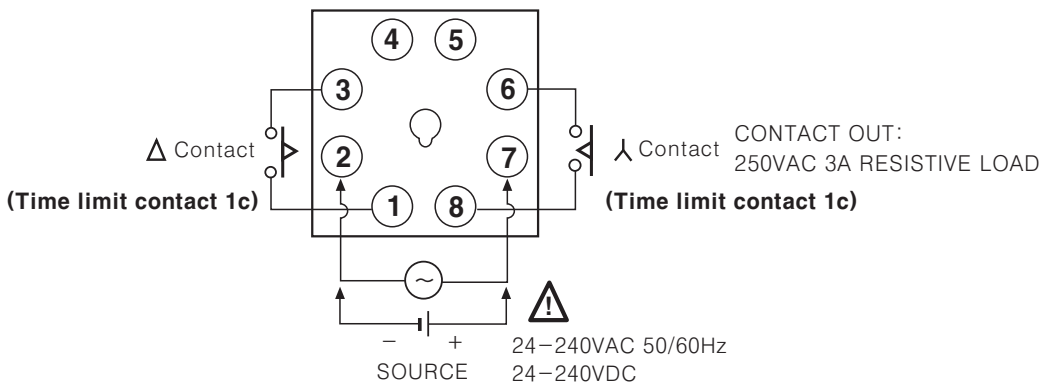 4 5
3 6
Δ Contact 2 7 ⅄ Contact CONTACT OUT:
250VAC 3A RESISTIVE LOAD
(Time limit contact 1c) 1 8 (Time limit contact 1c)
~
!
− +
SOURCE
24−240VAC 50/60Hz
24−240VDC